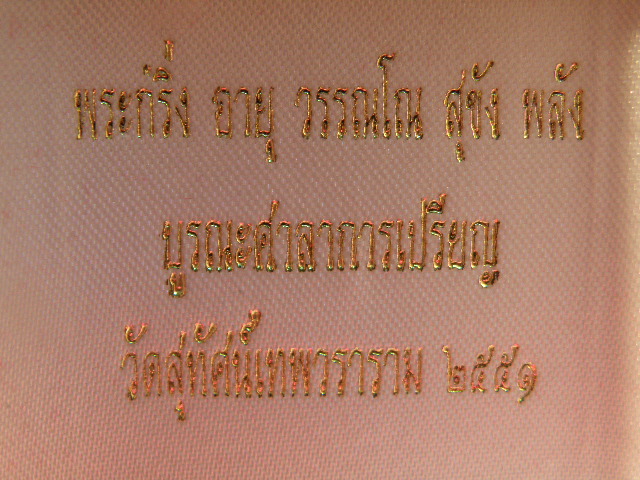 พระกริ่ง อายุ วรรณโณ สุขัง พลัง
บูรณะศาลาการเปรียญ
วัดสุทัศน์เทพวราราม ๒๕๕๑